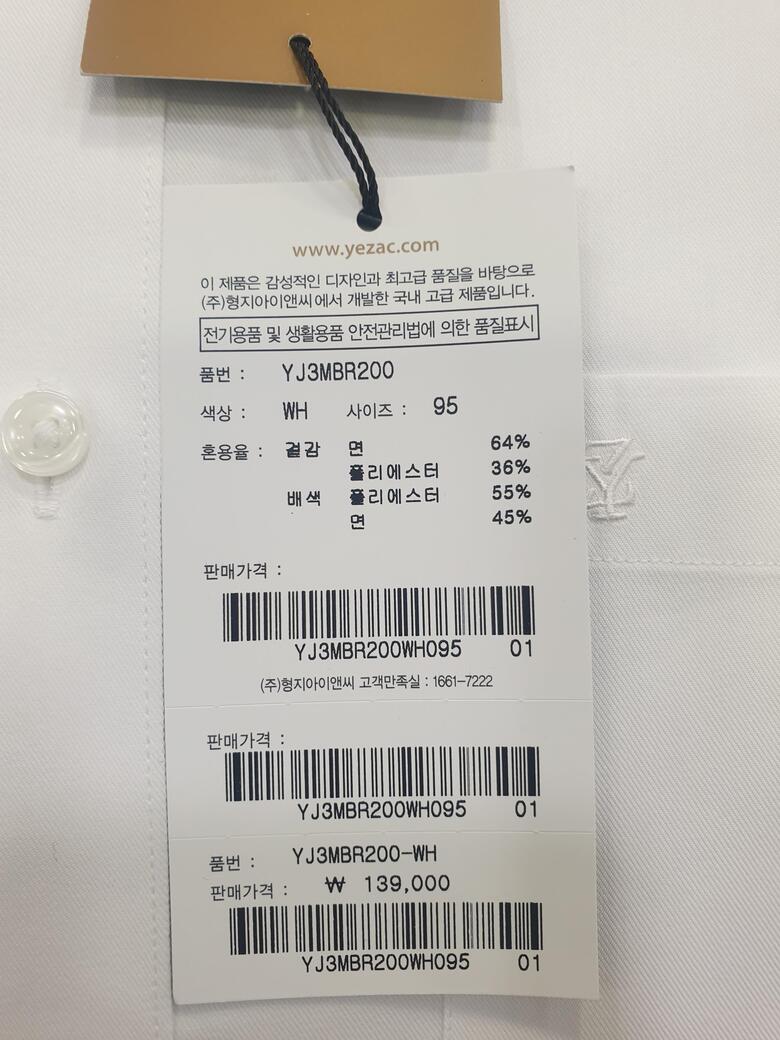 www.yezac.com
이 제품은 감성적인 디자인과 최고급 품질을 바탕으로
(주)형지아이앤씨에서 개발한 국내 고급 제품입니다.
전기용품 및 생활용품 안전관리법에 의한 품질표시
품번 : YJ3MBR200
색상 : WH 사이즈 : 95
혼용율 : 겉감 면 64%
폴리에스터 36%
배색 폴리에스터 55%
면 45%
판매가격 :
YJ3MBR200WH095 01
(주)형지아이앤씨 고객만족실 : 1661-7222
판매가격 :
YJ3MBR200WH095 01
품번 : YJ3MBR200-WH
판매가격 : ₩ 139,000
YJ3MBR200WH095 01